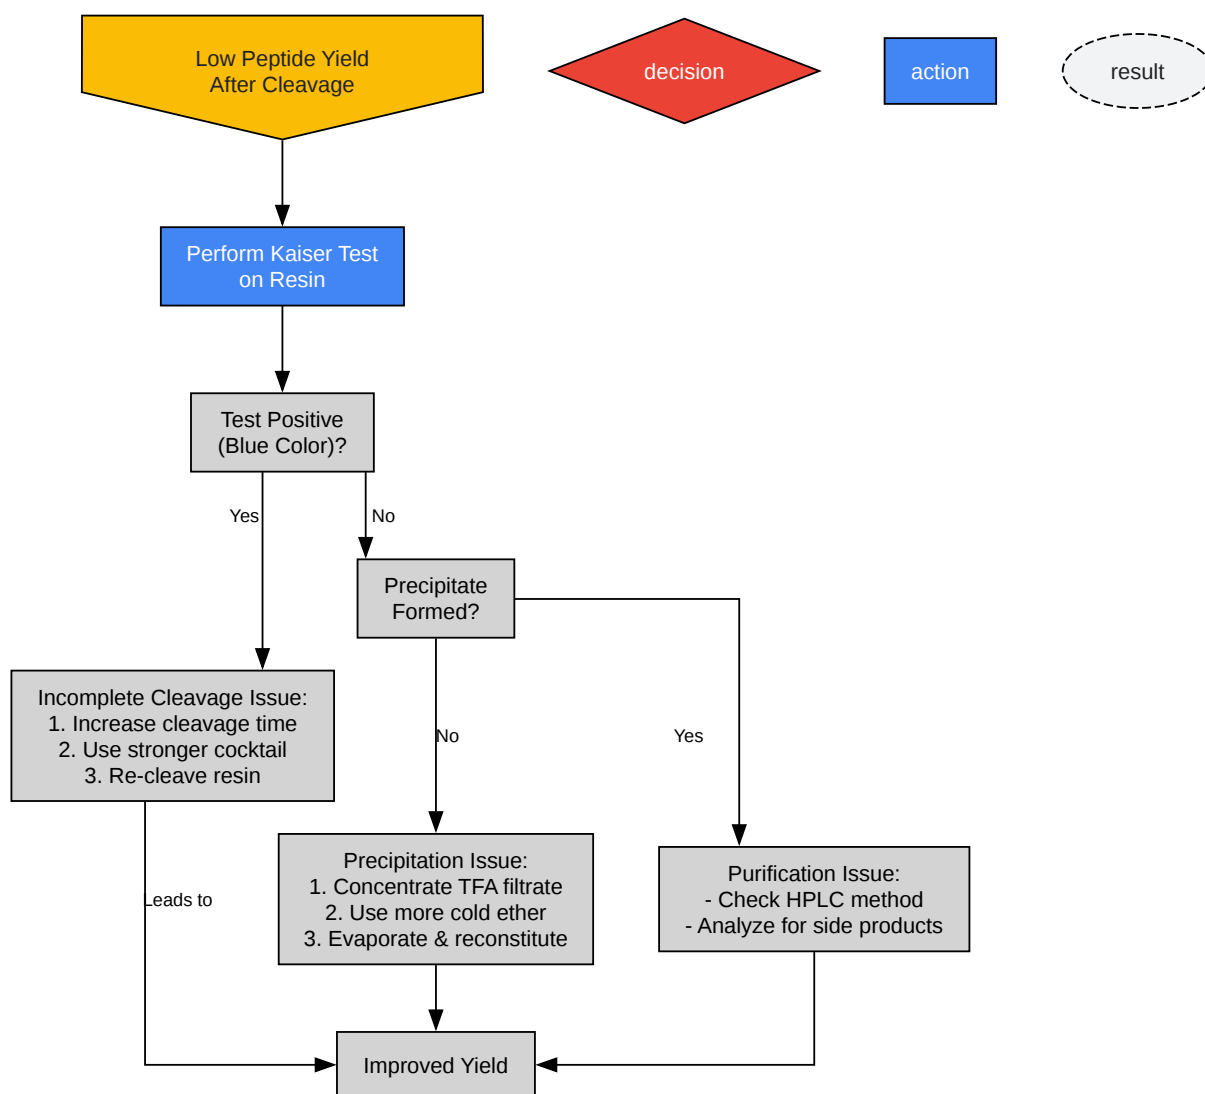 Low Peptide Yield
After Cleavage
decision
action
result
Perform Kaiser Test
on Resin
Test Positive
(Blue Color)?
Yes
No
Precipitate
Formed?
Incomplete Cleavage Issue:
1. Increase cleavage time
2. Use stronger cocktail
3. Re-cleave resin
No
Yes
Precipitation Issue:
1. Concentrate TFA filtrate
2. Use more cold ether
3. Evaporate & reconstitute
Purification Issue:
- Check HPLC method
- Analyze for side products
Leads to
Improved Yield